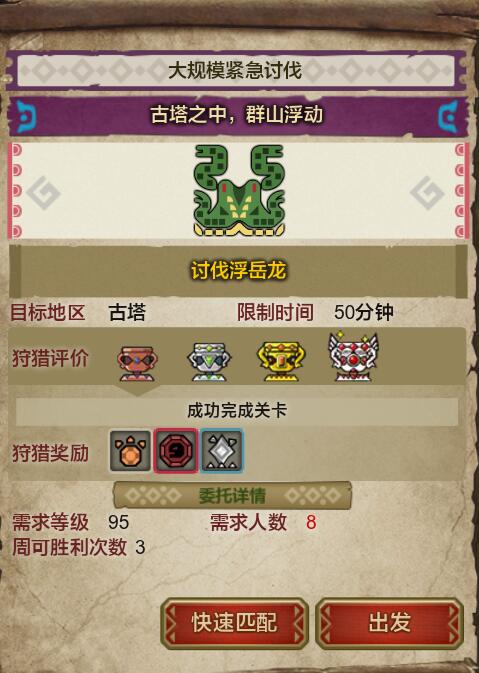 大规模紧急讨伐
古塔之中，群山浮动
讨伐浮岳龙
目标地区 古塔 限制时间 50分钟
狩猎评价
成功完成关卡
狩猎奖励
委托详情
需求等级 95 需求人数 8
周可胜利次数 3
快速匹配 出发